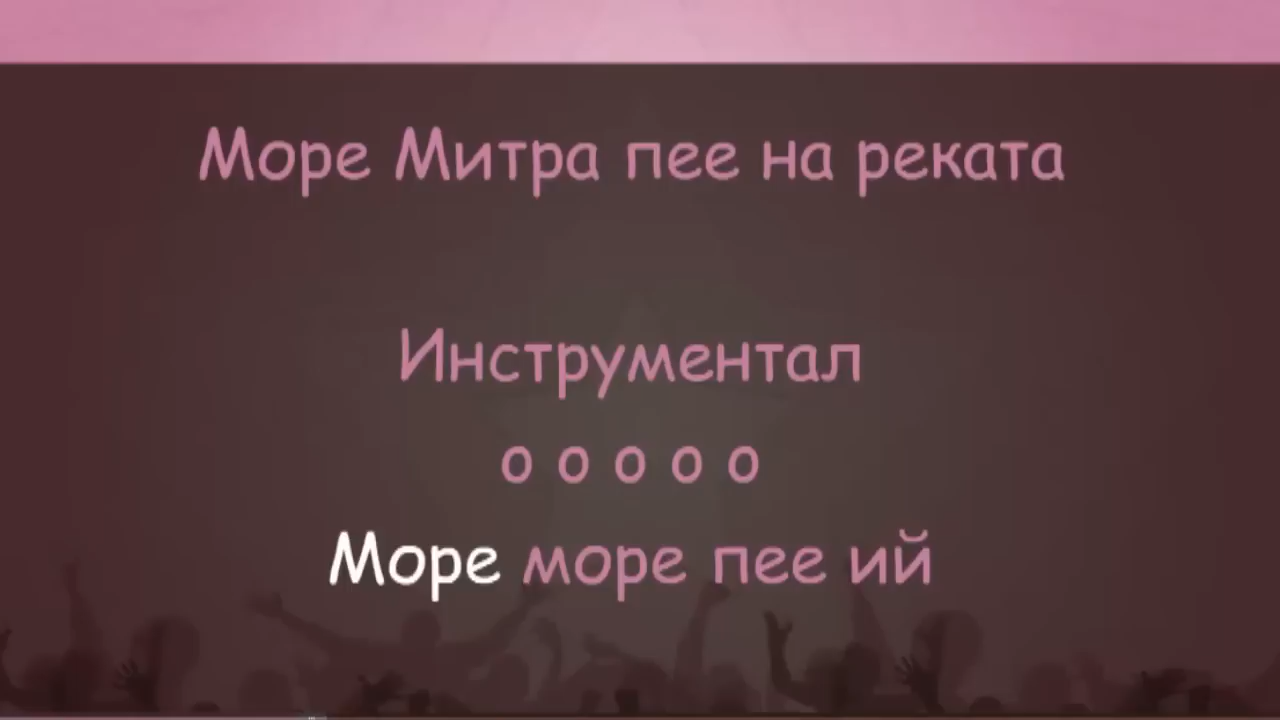 Море Митра пее на реката
Инструментал
о о о о о
Море море пее ий